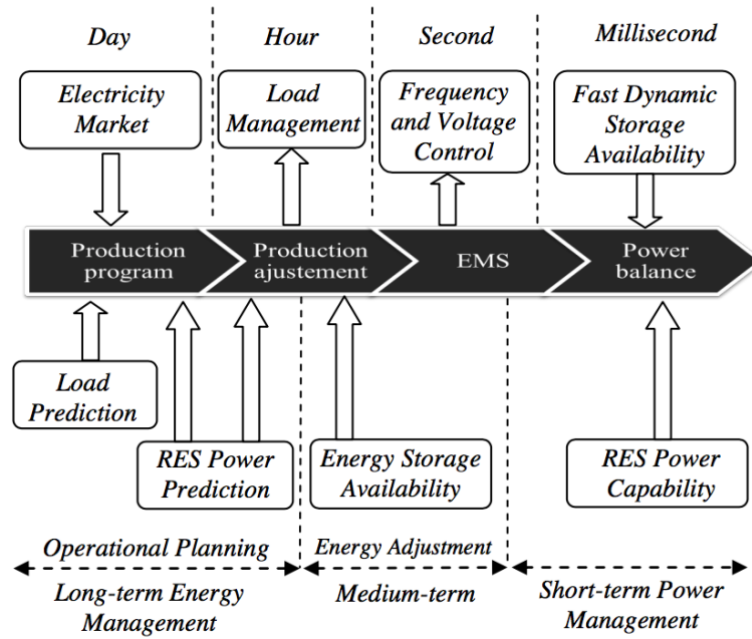 Day
Hour
Second
Millisecond
Electricity
Market
Load
Management
Frequency
and Voltage
Control
Fast Dynamic
Storage
Availability
Production
program
Production
ajustement
EMS
Power
balance
Load
Prediction
RES Power
Prediction
Energy Storage
Availability
RES Power
Capability
Operational Planning
Energy Adjustment
Long-term Energy
Management
Medium-term
Short-term Power
Management